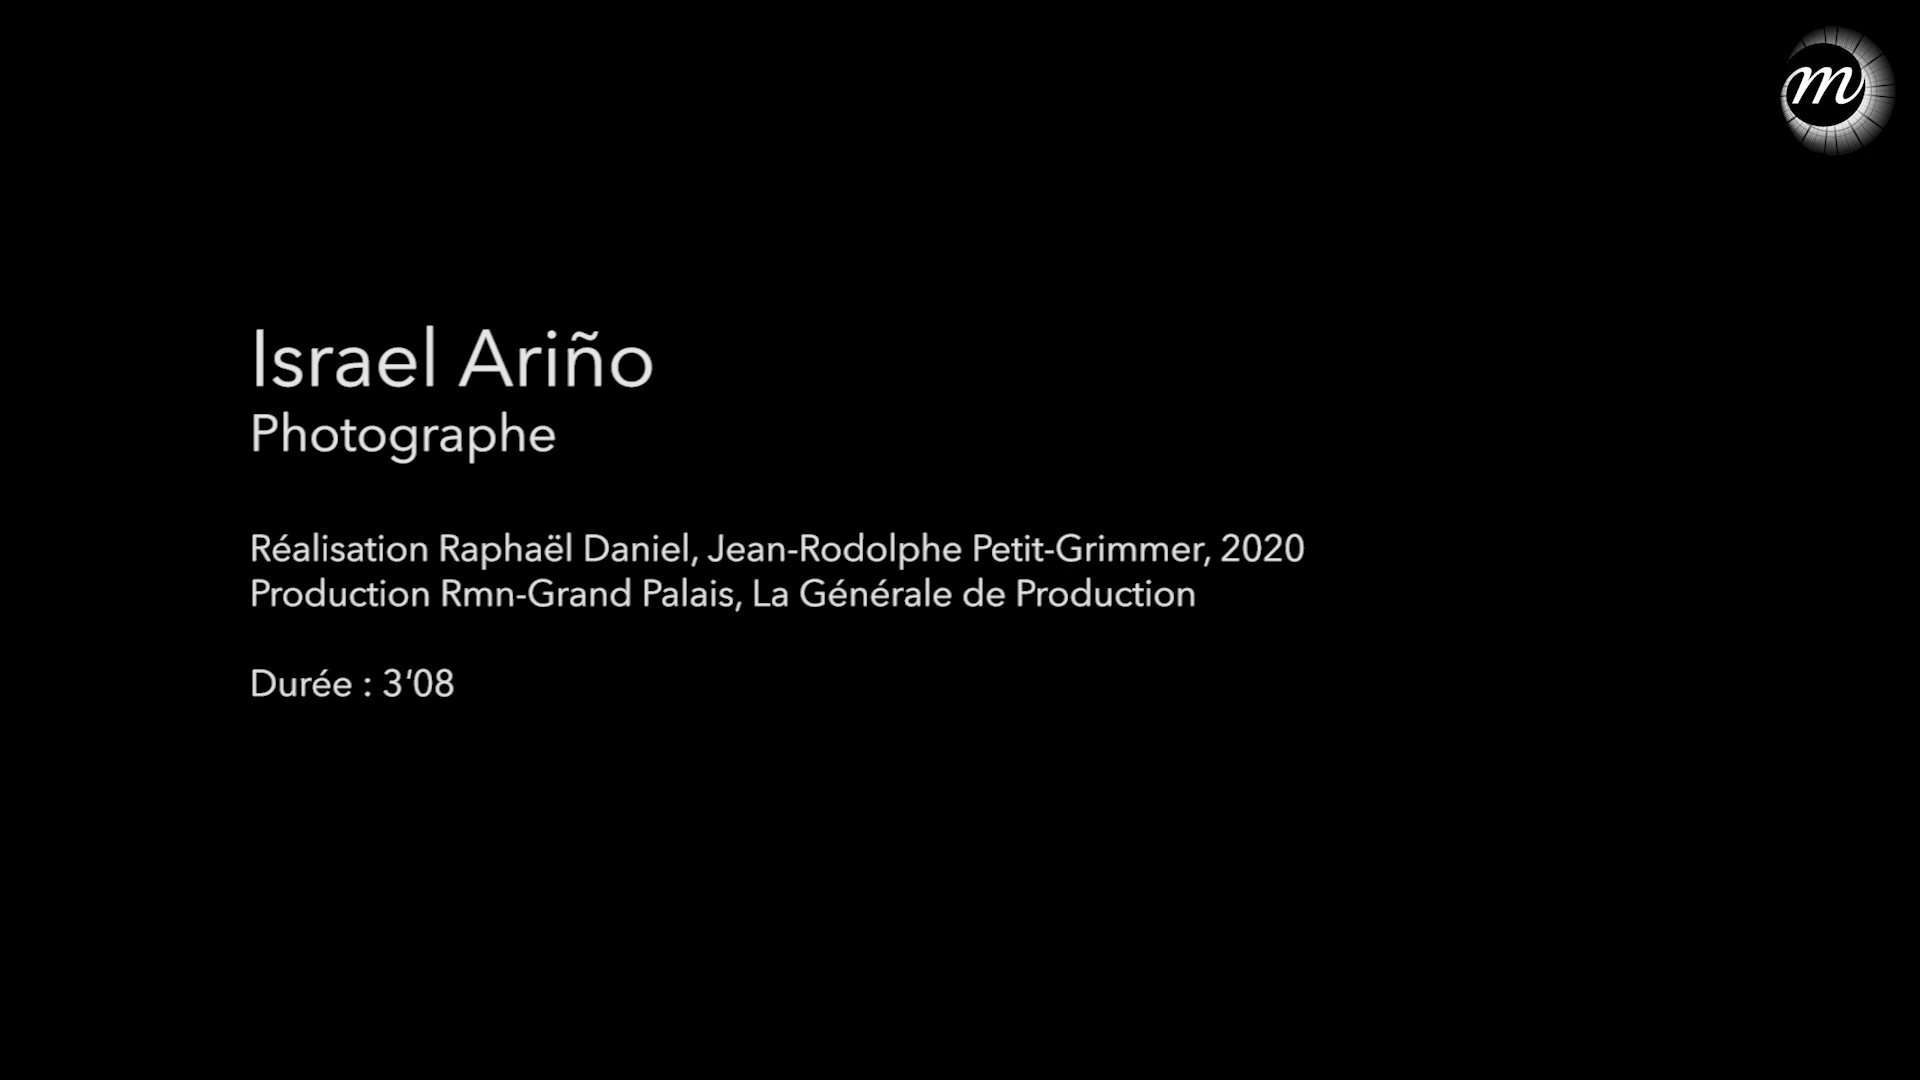 m
Israel Ariño
Photographe
Réalisation Raphaël Daniel, Jean-Rodolphe Petit-Grimmer, 2020
Production Rmn-Grand Palais, La Générale de Production
Durée : 3‘08